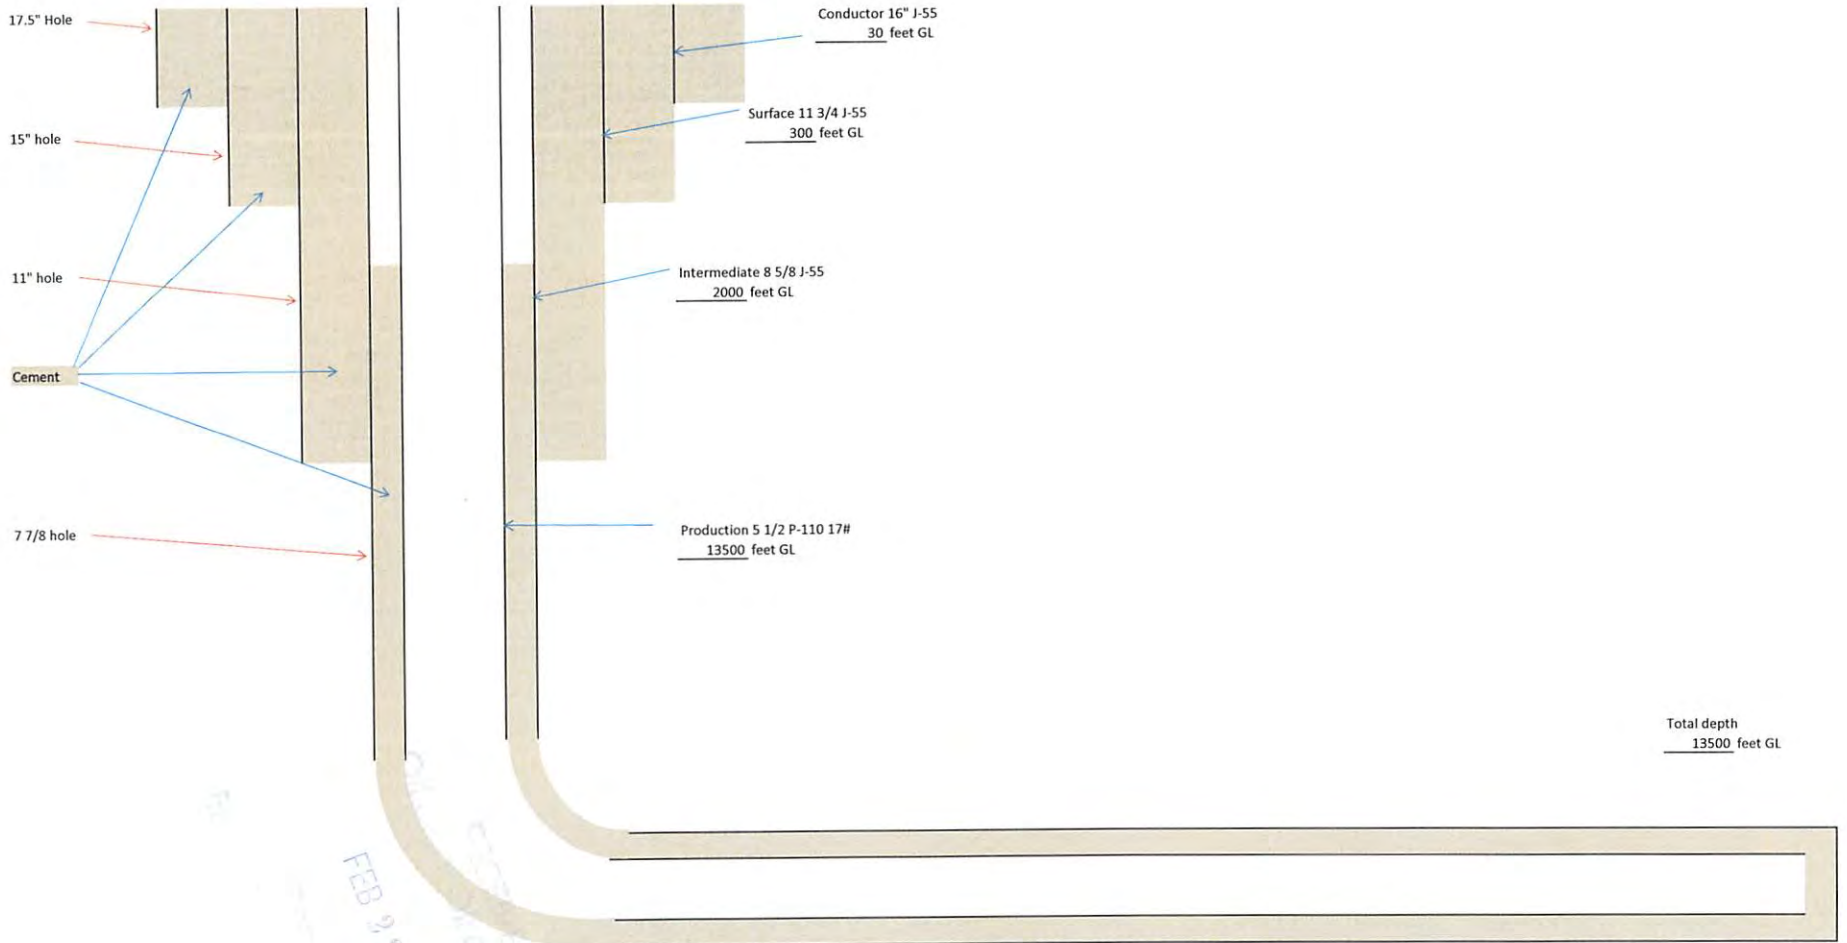 17.5" Hole
Conductor 16" J-55
30 feet GL
Surface 11 3/4 J-55
300 feet GL
15" hole
Intermediate 8 5/8 J-55
2000 feet GL
11" hole
Cement
Production 5 1/2 P-110 17#
13500 feet GL
7 7/8 hole
Total depth
13500 feet GL
FEB